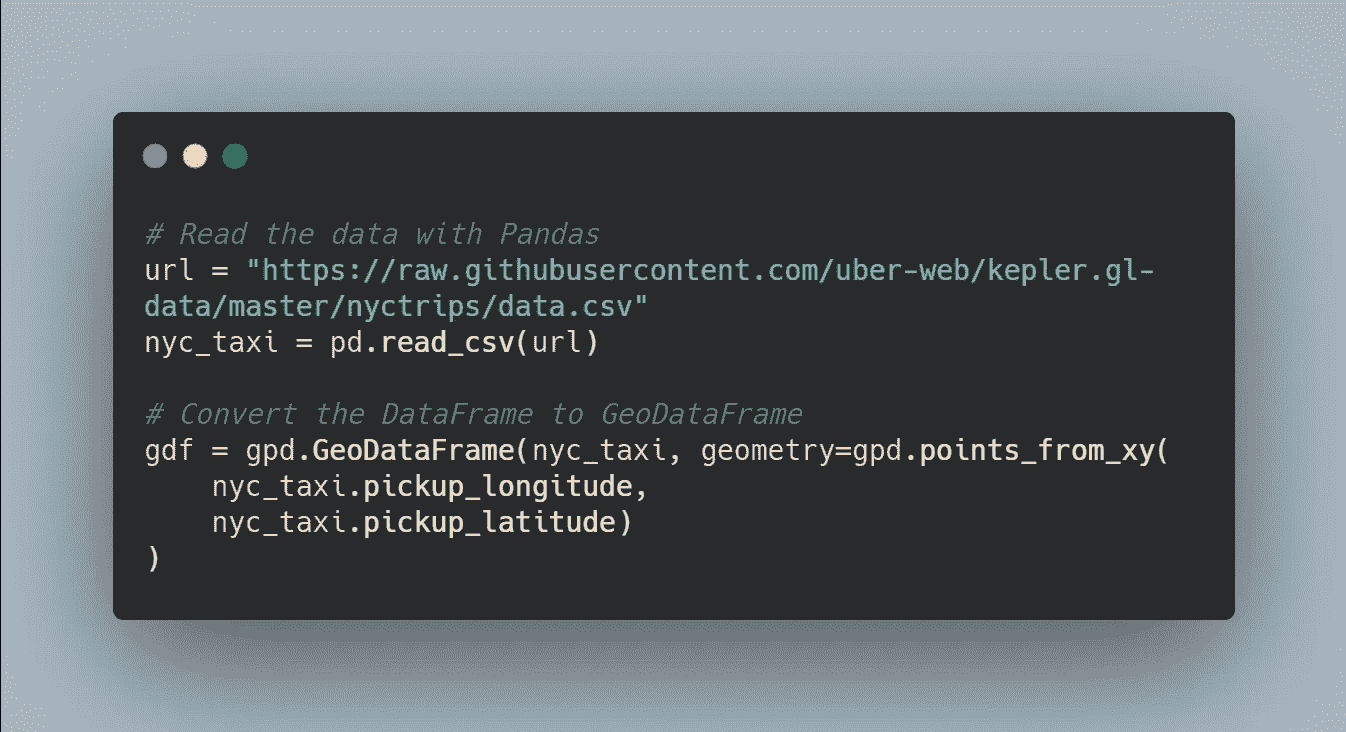 # Read the data with Pandas
url = "https://raw.githubusercontent.com/uber-web/kepler.gl-
data/master/nyctrips/data.csv"
nyc_taxi = pd.read_csv(url)
# Convert the DataFrame to GeoDataFrame
gdf = gpd.GeoDataFrame(nyc_taxi, geometry=gpd.points_from_xy(
    nyc_taxi.pickup_longitude,
    nyc_taxi.pickup_latitude)
)